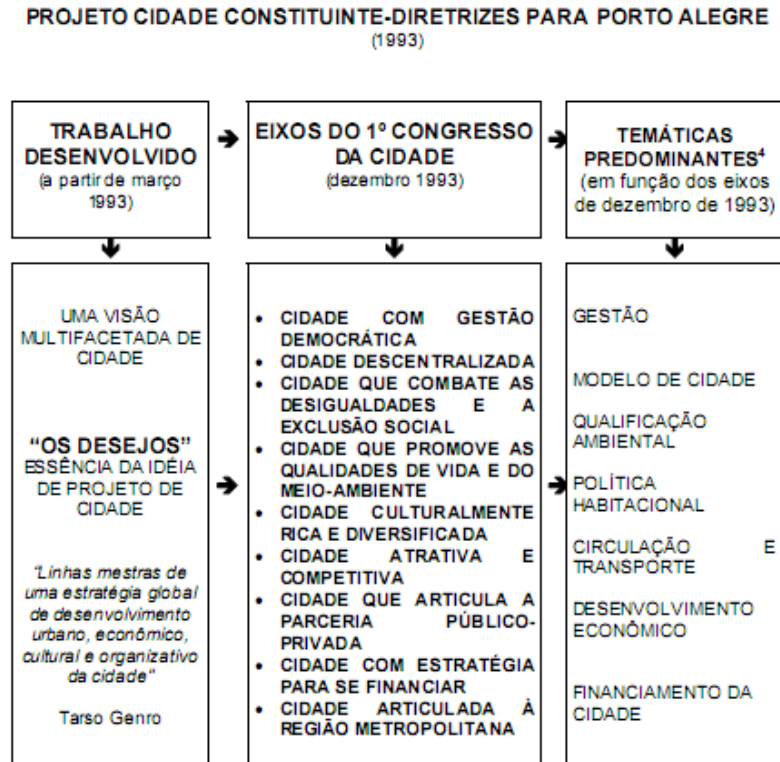 PROJETO CIDADE CONSTITUINTE-DIRETRIZES PARA PORTO ALEGRE
(1993)
TRABALHO
DESENVOLVIDO
(a partir de março
1993)
EIXOS DO 1º CONGRESSO
DA CIDADE
(dezembro 1993)
TEMÁTICAS
PREDOMINANTES⁴
(em função dos eixos
de dezembro de 1993)
UMA VISÃO
MULTIFACETADA DE
CIDADE
“OS DESEJOS”
ESSÊNCIA DA IDÉIA
DE PROJETO DE
CIDADE
“Linhas mestras de
uma estratégia global
de desenvolvimento
urbano, econômico,
cultural e organizativo
da cidade”
Tarso Genro
• CIDADE COM GESTÃO
DEMOCRÁTICA
• CIDADE DESCENTRALIZADA
• CIDADE QUE COMBATE AS
DESIGUALDADES E A
EXCLUSÃO SOCIAL
• CIDADE QUE PROMOVE AS
QUALIDADES DE VIDA E DO
MEIO-AMBIENTE
• CIDADE CULTURALMENTE
RICA E DIVERSIFICADA
• CIDADE ATRATIVA E
COMPETITIVA
• CIDADE QUE ARTICULA A
PARCERIA PÚBLICO-
PRIVADA
• CIDADE COM ESTRATÉGIA
PARA SE FINANCIAR
• CIDADE ARTICULADA À
REGIÃO METROPOLITANA
GESTÃO
MODELO DE CIDADE
QUALIFICAÇÃO
AMBIENTAL
POLÍTICA
HABITACIONAL
CIRCULAÇÃO E
TRANSPORTE
DESENVOLVIMENTO
ECONÔMICO
FINANCIAMENTO DA
CIDADE